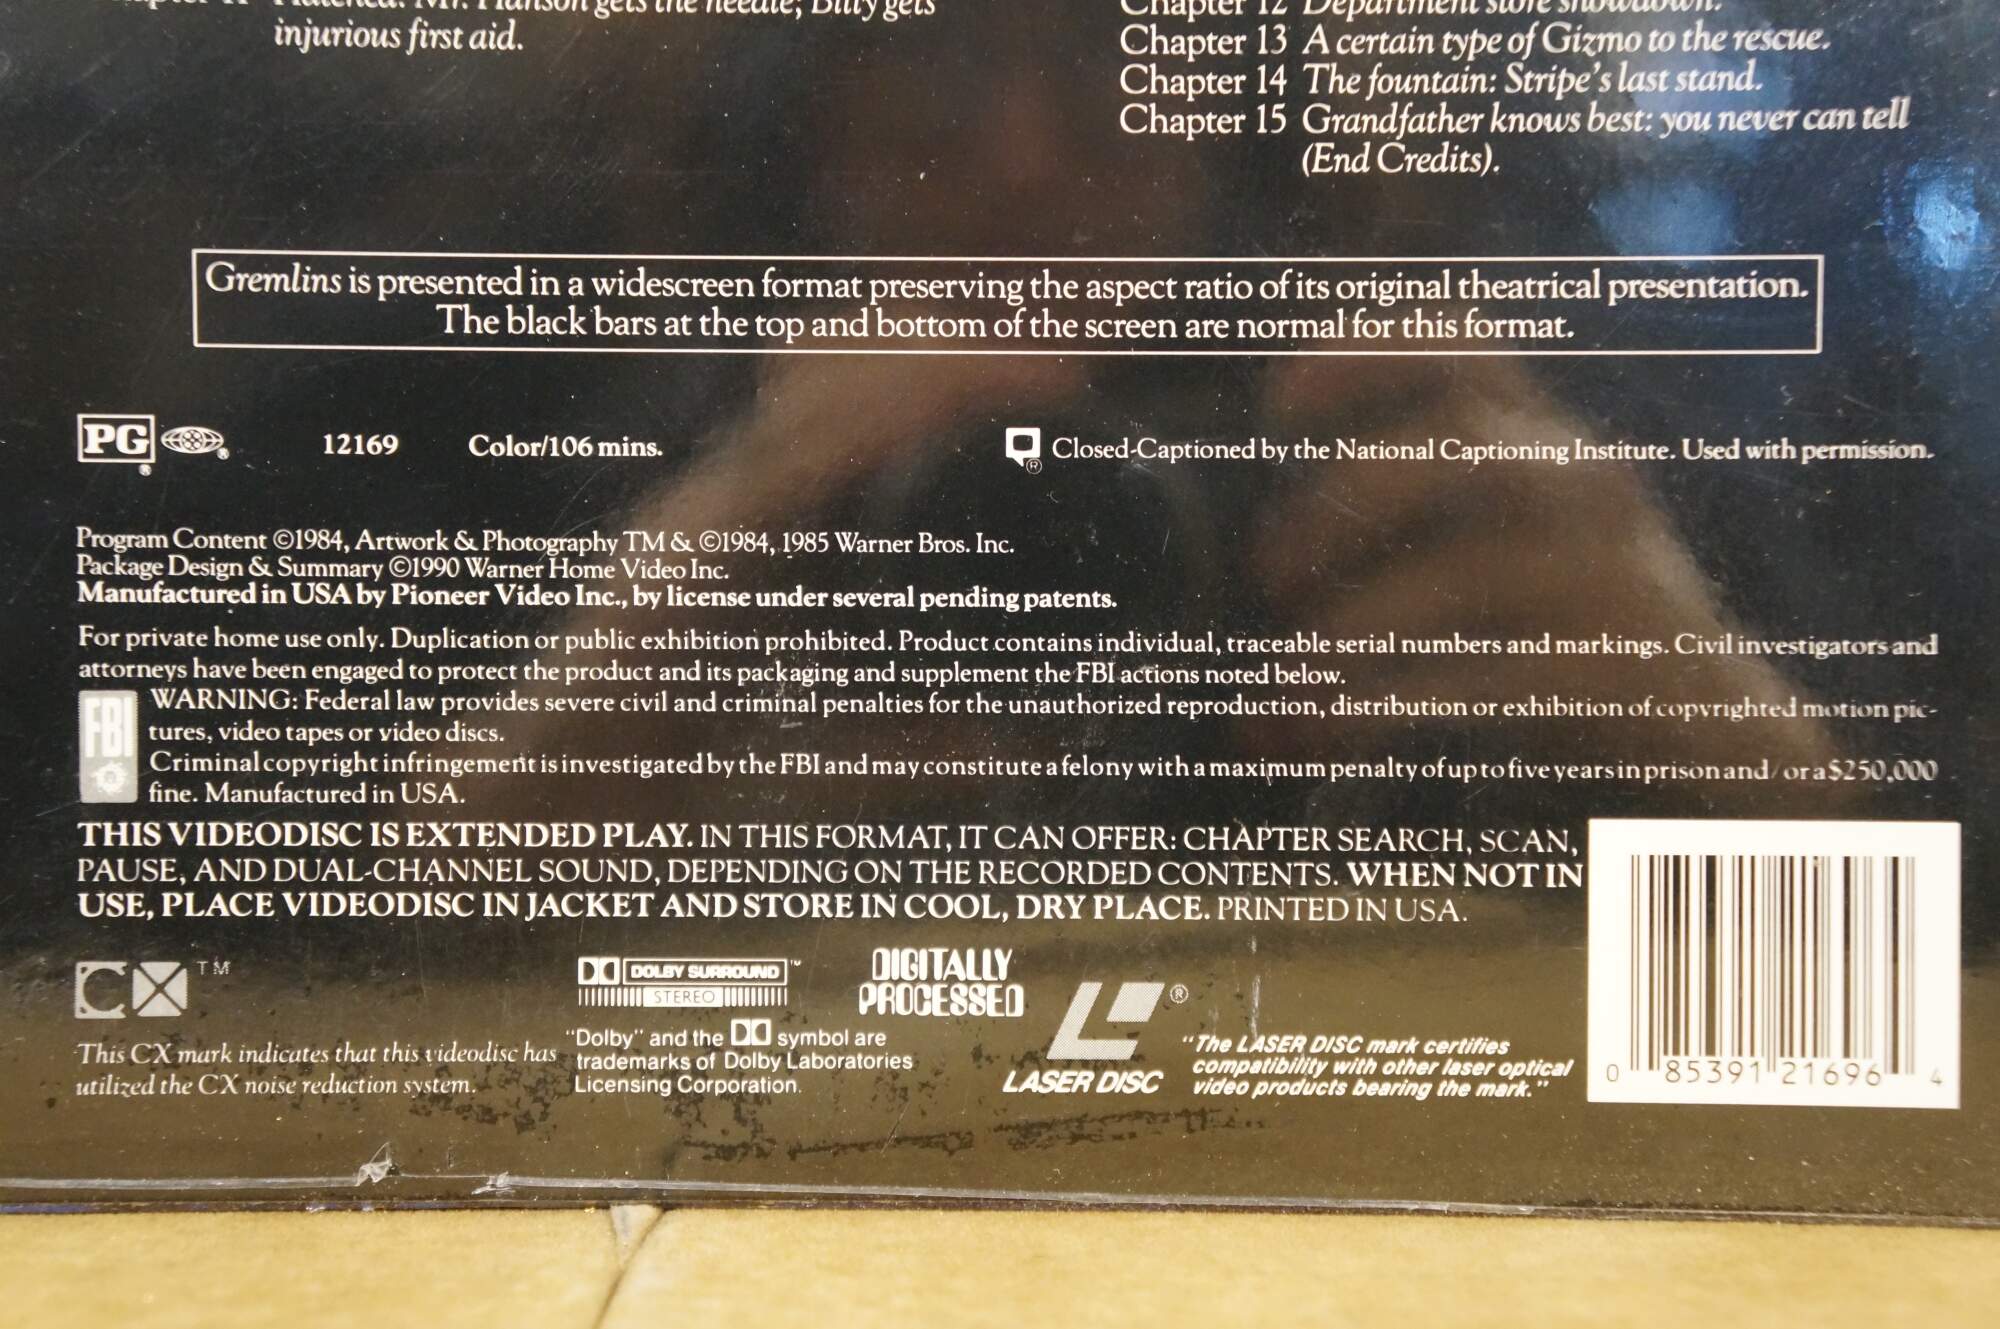 Mr. Hanson gets the needle; Billy gets
injurious first aid.
Chapter 12 Department store showdown.
Chapter 13 A certain type of Gizmo to the rescue.
Chapter 14 The fountain: Stripe's last stand.
Chapter 15 Grandfather knows best: you never can tell
(End Credits).
Gremlins is presented in a widescreen format preserving the aspect ratio of its original theatrical presentation.
The black bars at the top and bottom of the screen are normal for this format.
PG ® ® 12169 Color/106 mins.
® Closed-Captioned by the National Captioning Institute. Used with permission.
Program Content ©1984, Artwork & Photography TM & ©1984, 1985 Warner Bros. Inc.
Package Design & Summary ©1990 Warner Home Video Inc.
Manufactured in USA by Pioneer Video Inc., by license under several pending patents.
For private home use only. Duplication or public exhibition prohibited. Product contains individual, traceable serial numbers and markings. Civil investigators and
attorneys have been engaged to protect the product and its packaging and supplement the FBI actions noted below.
FBI
WARNING: Federal law provides severe civil and criminal penalties for the unauthorized reproduction, distribution or exhibition of copyrighted motion pic-
tures, video tapes or video discs.
Criminal copyright infringement is investigated by the FBI and may constitute a felony with a maximum penalty of up to five years in prison and/or a $250,000
fine. Manufactured in USA.
THIS VIDEODISC IS EXTENDED PLAY. IN THIS FORMAT, IT CAN OFFER: CHAPTER SEARCH, SCAN,
PAUSE, AND DUAL-CHANNEL SOUND, DEPENDING ON THE RECORDED CONTENTS. WHEN NOT IN
USE, PLACE VIDEODISC IN JACKET AND STORE IN COOL, DRY PLACE. PRINTED IN USA.
CX™
This CX mark indicates that this videodisc has
utilized the CX noise reduction system.
DOLBY SURROUND™
STEREO
"Dolby" and the symbol are
trademarks of Dolby Laboratories
Licensing Corporation.
DIGITALLY
PROCESSED
®
LASER DISC
"The LASER DISC mark certifies
compatibility with other laser optical
video products bearing the mark."
0 85391 21696 4